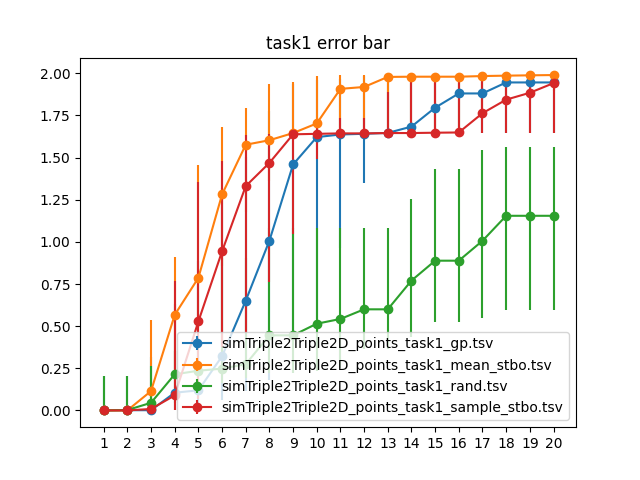 task1 error bar
2.00
1.75
1.50
1.25
1.00
0.75
0.50
0.25
0.00
simTriple2Triple2D_points_task1_gp.tsv
simTriple2Triple2D_points_task1_mean_stbo.tsv
simTriple2Triple2D_points_task1_rand.tsv
simTriple2Triple2D_points_task1_sample_stbo.tsv
1 2 3 4 5 6 7 8 9 10 11 12 13 14 15 16 17 18 19 20